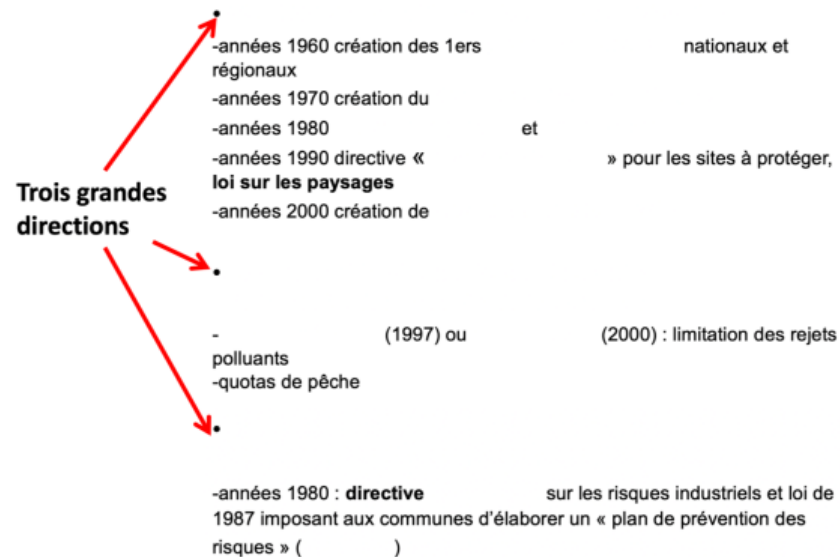 •
-années 1960 création des 1ers nationaux et
régionaux
-années 1970 création du
-années 1980 et
-années 1990 directive « » pour les sites à protéger,
loi sur les paysages
-années 2000 création de
Trois grandes
directions
•
- (1997) ou (2000) : limitation des rejets
polluants
-quotas de pêche
•
-années 1980 : directive sur les risques industriels et loi de
1987 imposant aux communes d'élaborer un « plan de prévention des
risques » ( )